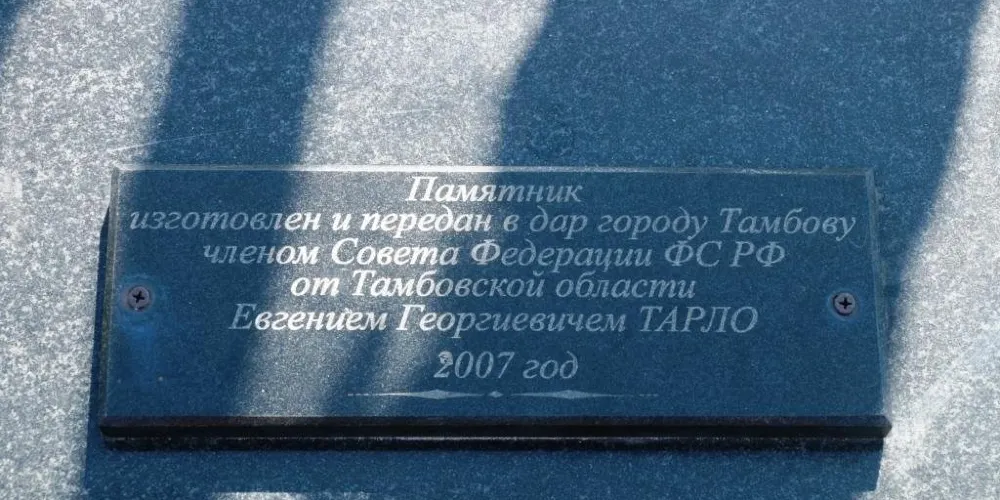 Памятник
изготовлен и передан в дар городу Тамбову
членом Совета Федерации ФС РФ
от Тамбовской области
Евгением Георгиевичем ТАРЛО
2007 год